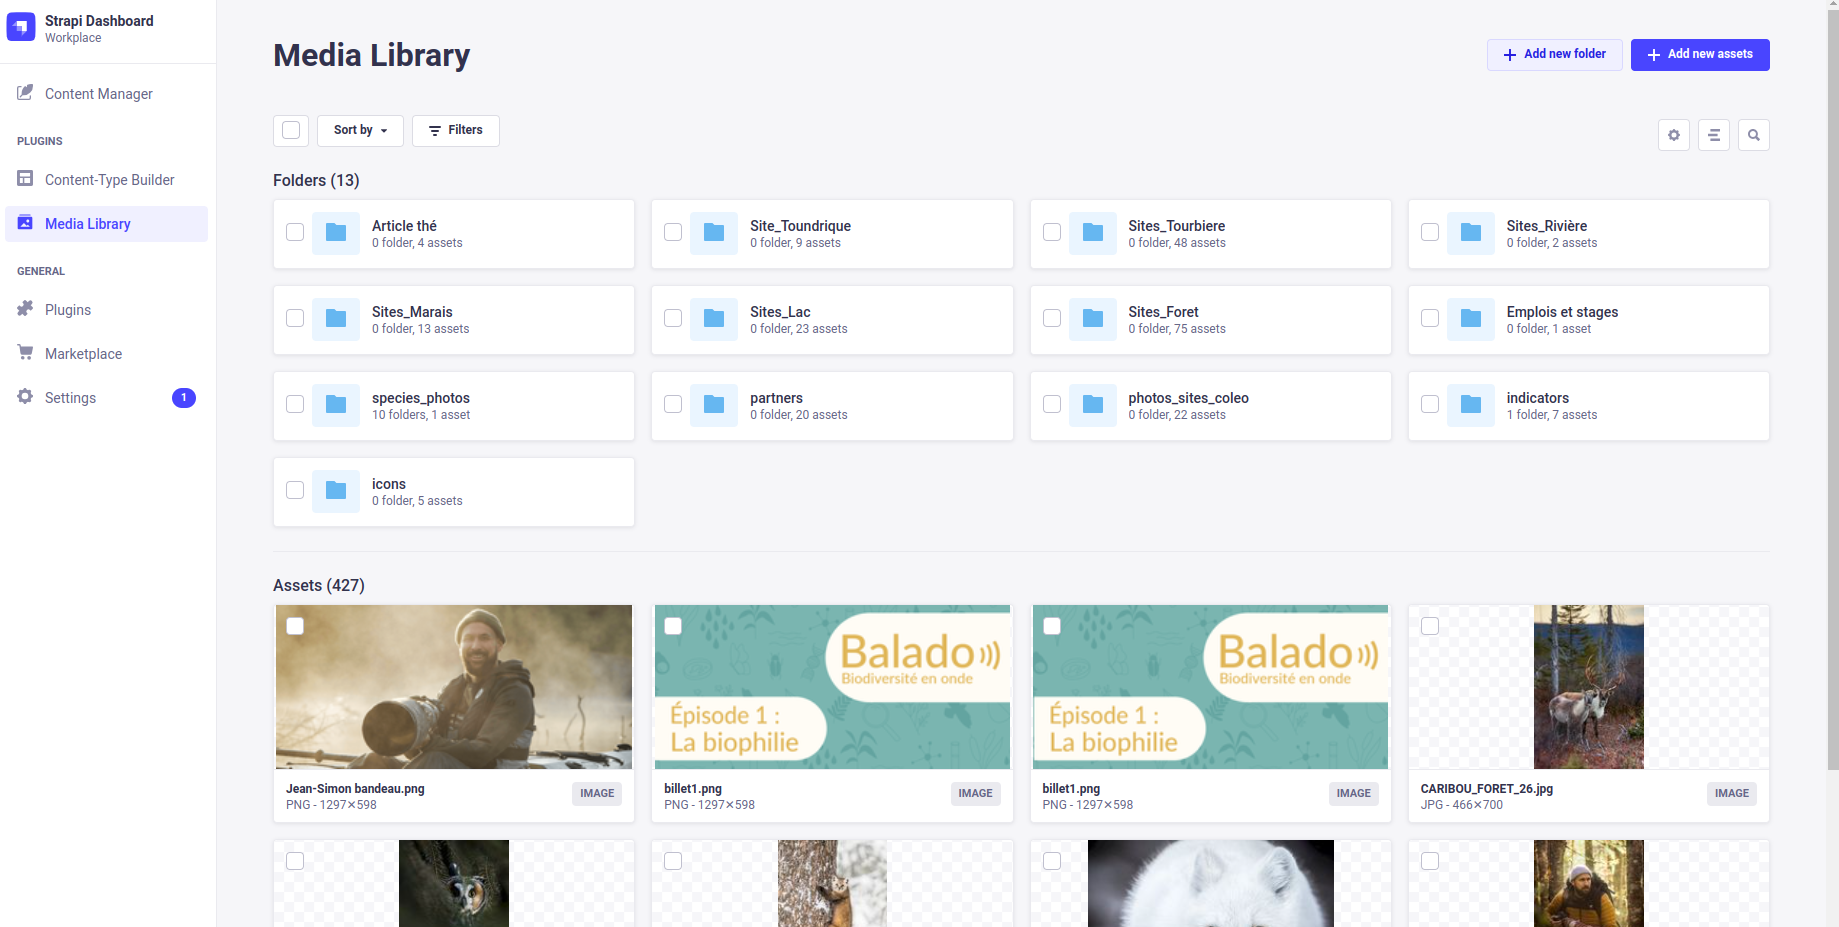 Strapi Dashboard
Workplace
Content Manager
PLUGINS
Content-Type Builder
Media Library
GENERAL
Plugins
Marketplace
Settings
1
Media Library
Add new folder
Add new assets
Sort by
Filters
Folders (13)
Article thé
0 folder, 4 assets
Site_Toundrique
0 folder, 9 assets
Sites_Tourbiere
0 folder, 48 assets
Sites_Rivière
0 folder, 2 assets
Sites_Marais
0 folder, 13 assets
Sites_Lac
0 folder, 23 assets
Sites_Foret
0 folder, 75 assets
Emplois et stages
0 folder, 1 asset
species_photos
10 folders, 1 asset
partners
0 folder, 20 assets
photos_sites_coleo
0 folder, 22 assets
indicators
1 folder, 7 assets
icons
0 folder, 5 assets
Assets (427)
Jean-Simon bandeau.png
PNG - 1297✕598
IMAGE
Balado
Biodiversité en onde
Épisode 1 :
La biophilie
billet1.png
PNG - 1297✕598
IMAGE
Balado
Biodiversité en onde
Épisode 1 :
La biophilie
billet1.png
PNG - 1297✕598
IMAGE
CARIBOU_FORET_26.jpg
JPG - 466✕700
IMAGE